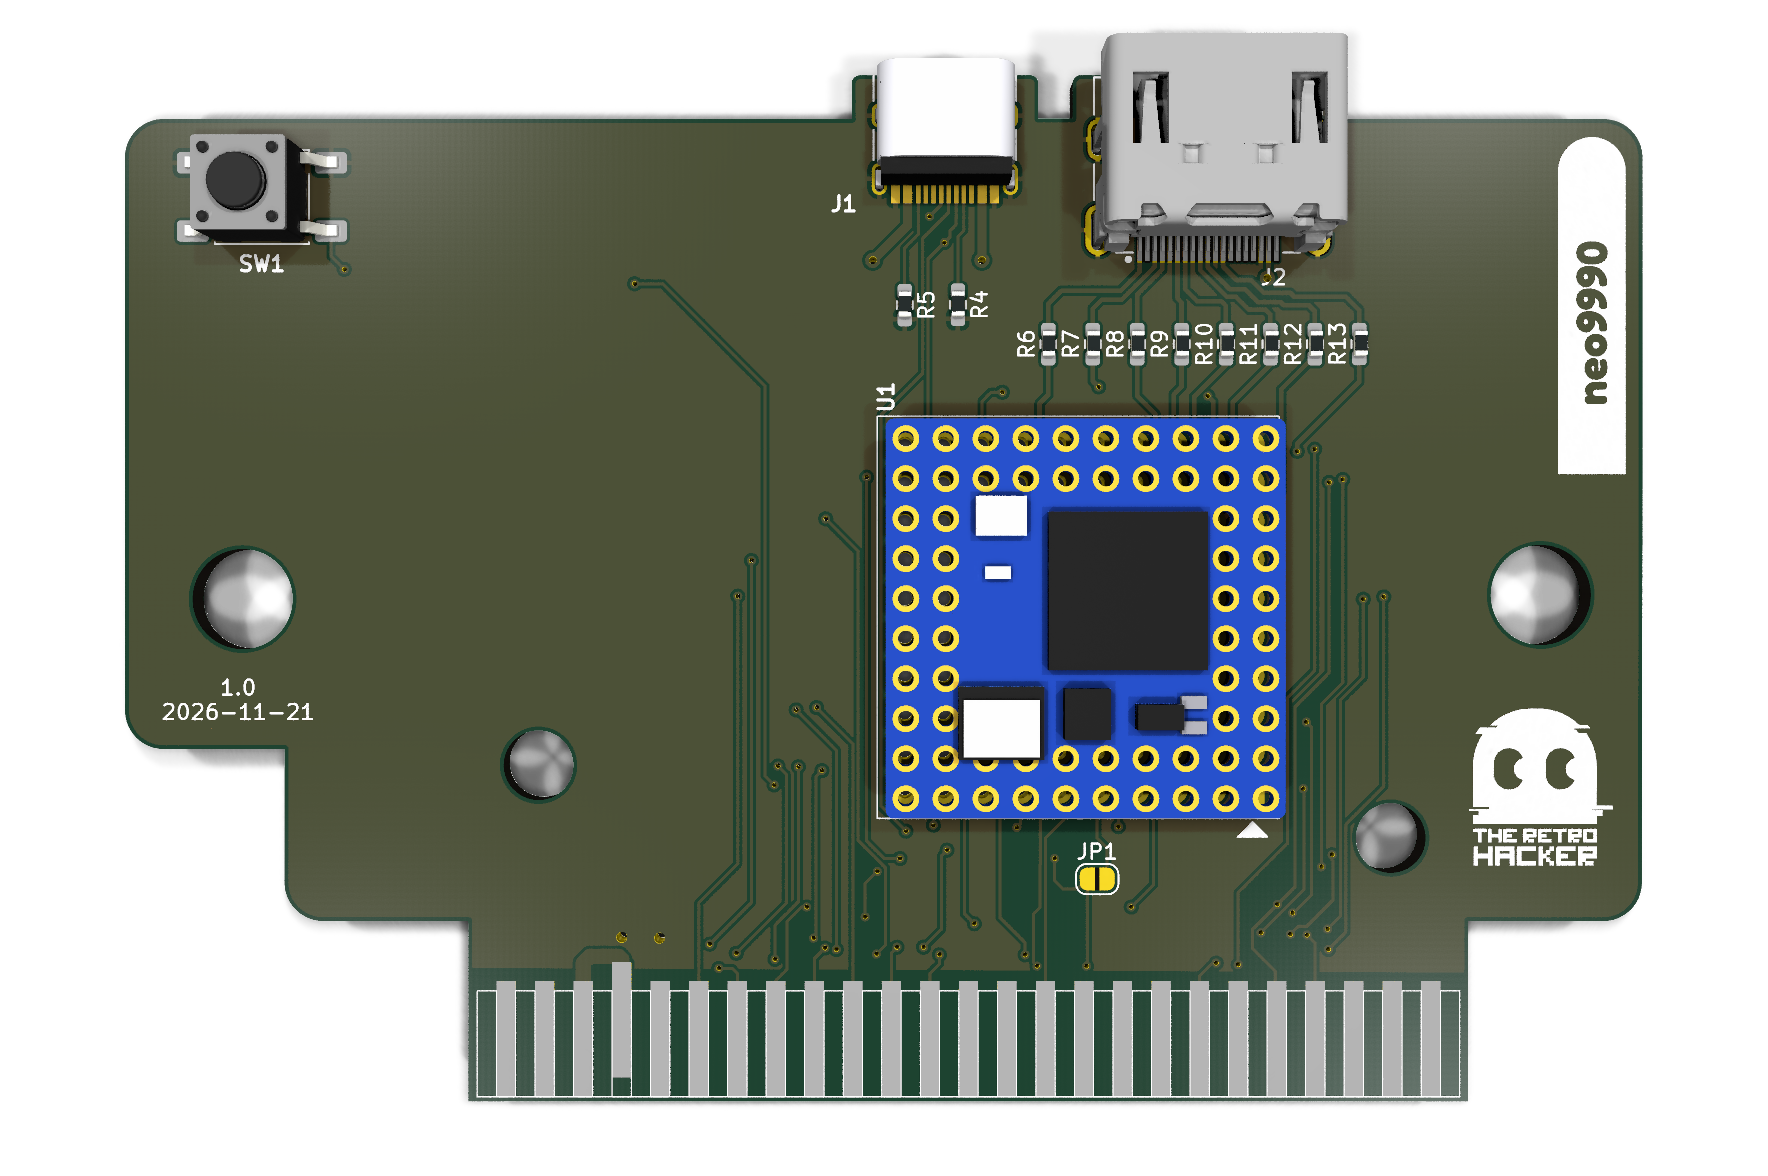 J1
SW1
J2
R5
R4
R6
R7
R8
R9
R10
R11
R12
R13
neo9990
U1
1.0
2026-11-21
THE RETRO
HACKER
JP1